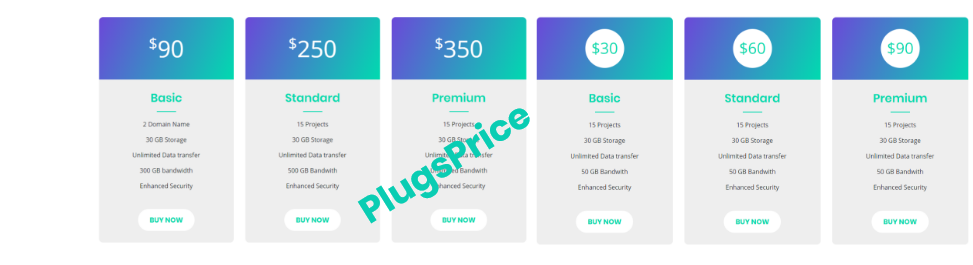 $90
Basic
2 Domain Name
30 GB Storage
Unlimited Data transfer
300 GB bandwidth
Enhanced Security
BUY NOW
$250
Standard
15 Projects
30 GB Storage
Unlimited Data transfer
500 GB Bandwith
Enhanced Security
BUY NOW
$350
Premium
15 Projects
30 GB Storage
Unlimited Data transfer
Bandwith
Enhanced Security
BUY NOW
PlugsPrice
$30
Basic
15 Projects
30 GB Storage
Unlimited Data transfer
50 GB Bandwith
Enhanced Security
BUY NOW
$60
Standard
15 Projects
30 GB Storage
Unlimited Data transfer
50 GB Bandwith
Enhanced Security
BUY NOW
$90
Premium
15 Projects
30 GB Storage
Unlimited Data transfer
50 GB Bandwith
Enhanced Security
BUY NOW